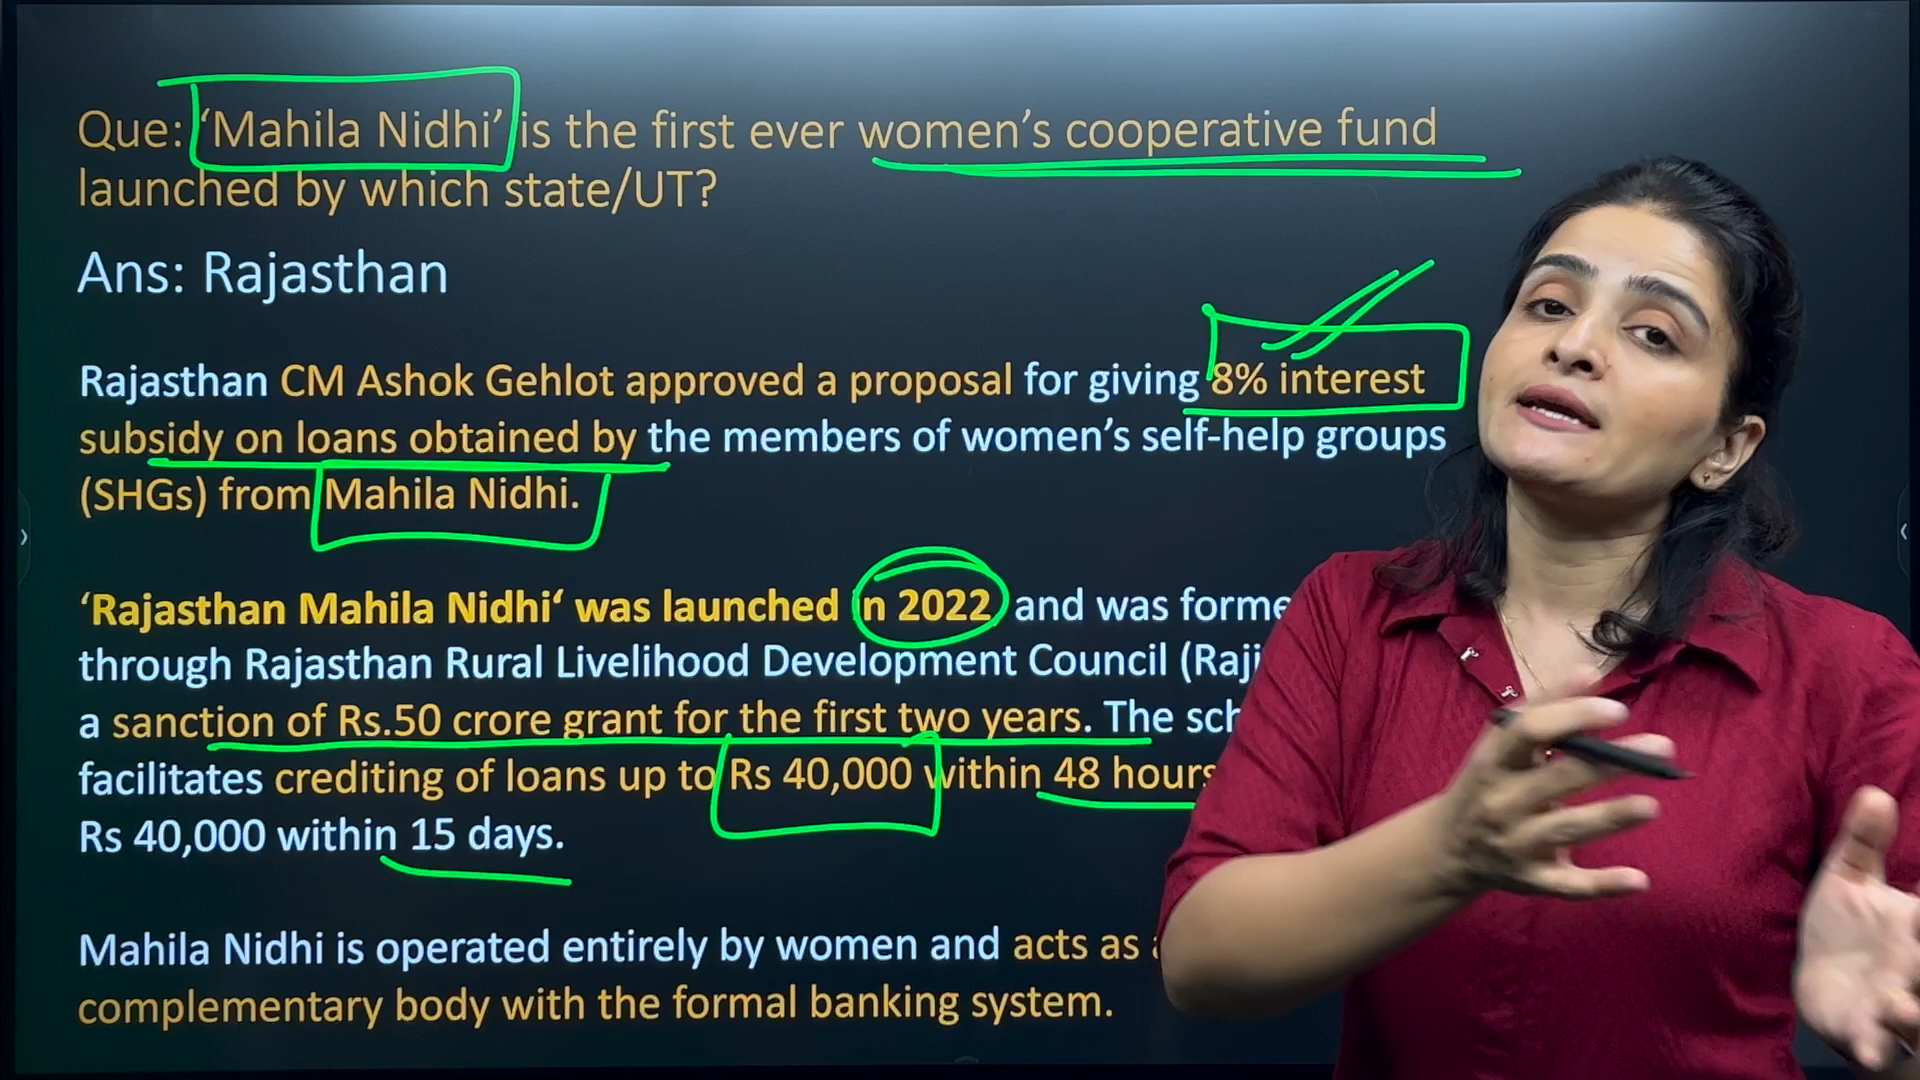 Que: ‘Mahila Nidhi’ is the first ever women’s cooperative fund
launched by which state/UT?
Ans: Rajasthan
Rajasthan CM Ashok Gehlot approved a proposal for giving 8% interest
subsidy on loans obtained by the members of women’s self-help groups
(SHGs) from Mahila Nidhi.
‘Rajasthan Mahila Nidhi‘ was launched in 2022 and was
through Rajasthan Rural Livelihood Development Council
a sanction of Rs.50 crore grant for the first two years. The
facilitates crediting of loans up to Rs 40,000 within 48 hours
Rs 40,000 within 15 days.
Mahila Nidhi is operated entirely by women and acts as
complementary body with the formal banking system.